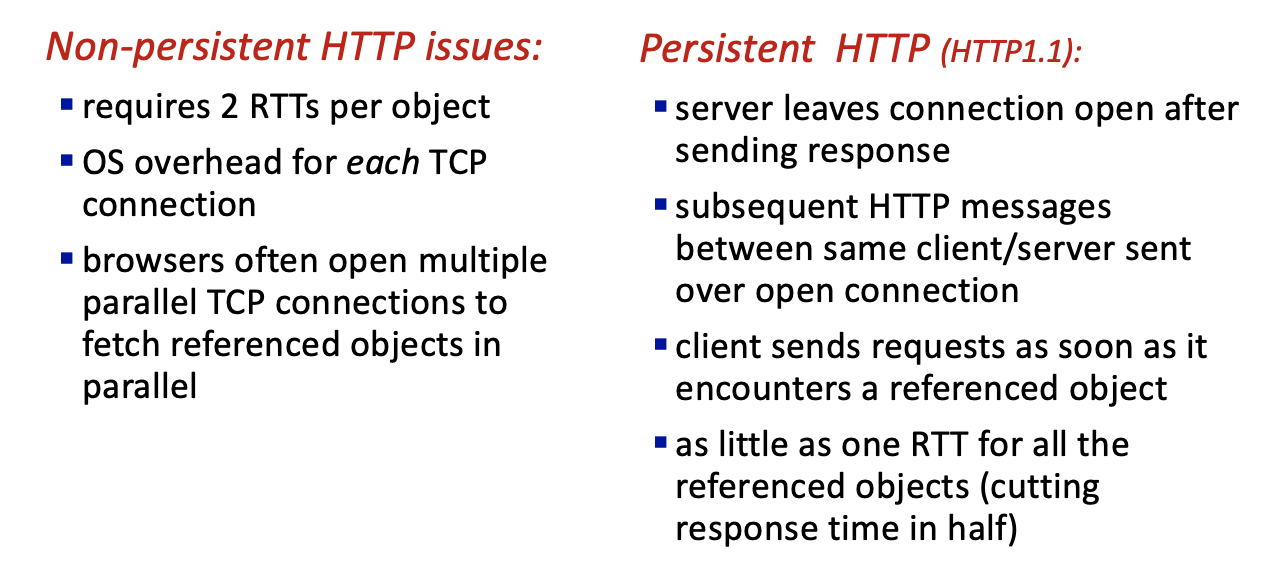 Non-persistent HTTP issues:
▪ requires 2 RTTs per object
▪ OS overhead for each TCP
connection
▪ browsers often open multiple
parallel TCP connections to
fetch referenced objects in
parallel
Persistent HTTP (HTTP1.1):
▪ server leaves connection open after
sending response
▪ subsequent HTTP messages
between same client/server sent
over open connection
▪ client sends requests as soon as it
encounters a referenced object
▪ as little as one RTT for all the
referenced objects (cutting
response time in half)